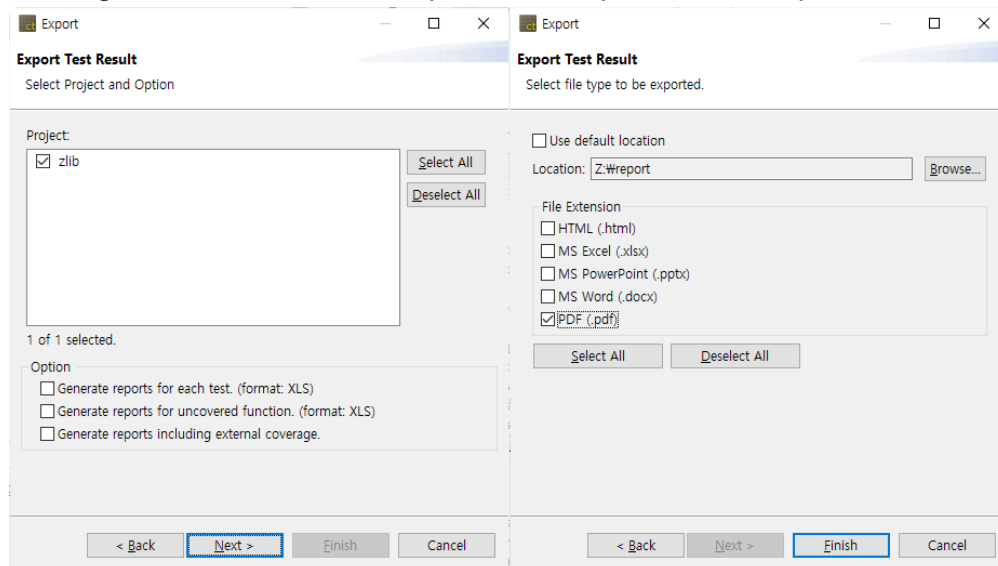 ct Export
Export Test Result
Select Project and Option
Project:
zlib
Select All
Deselect All
1 of 1 selected.
Option
Generate reports for each test. (format: XLS)
Generate reports for uncovered function. (format: XLS)
Generate reports including external coverage.
< Back Next > Finish Cancel
ct Export
Export Test Result
Select file type to be exported.
Use default location
Location: Z:₩report Browse...
File Extension
HTML (.html)
MS Excel (.xlsx)
MS PowerPoint (.pptx)
MS Word (.docx)
PDF (.pdf)
Select All Deselect All
< Back Next > Finish Cancel